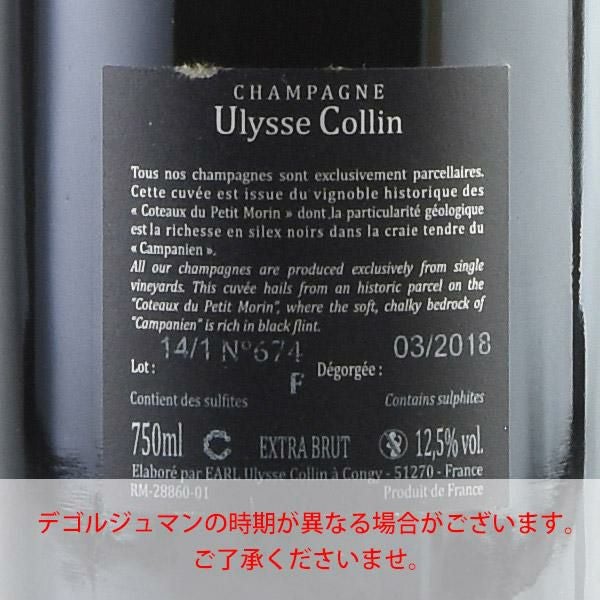 CHAMPAGNE
Ulysse Collin
Tous nos champagnes sont exclusivement parcellaires.
Cette cuvée est issue du vignoble historique des
« Coteaux du Petit Morin » dont la particularité géologique
est la richesse en silex noirs dans la craie tendre du
« Campanien ».
All our champagnes are produced exclusively from single
vineyards. This cuvée hails from an historic parcel on the
"Coteaux du Petit Morin", where the soft, chalky bedrock of
"Campanien" is rich in black flint.
14/1 N°674 03/2018
Lot : F Dégorgée :
Contient des sulfites Contains sulphites
750ml EXTRA BRUT 12,5% vol.
Elaboré par EARL Ulysse Collin à Congy - 51270 - France
RM-28860-01 Produit de France
デゴルジュマンの時期が異なる場合がございます。
ご了承くださいませ。